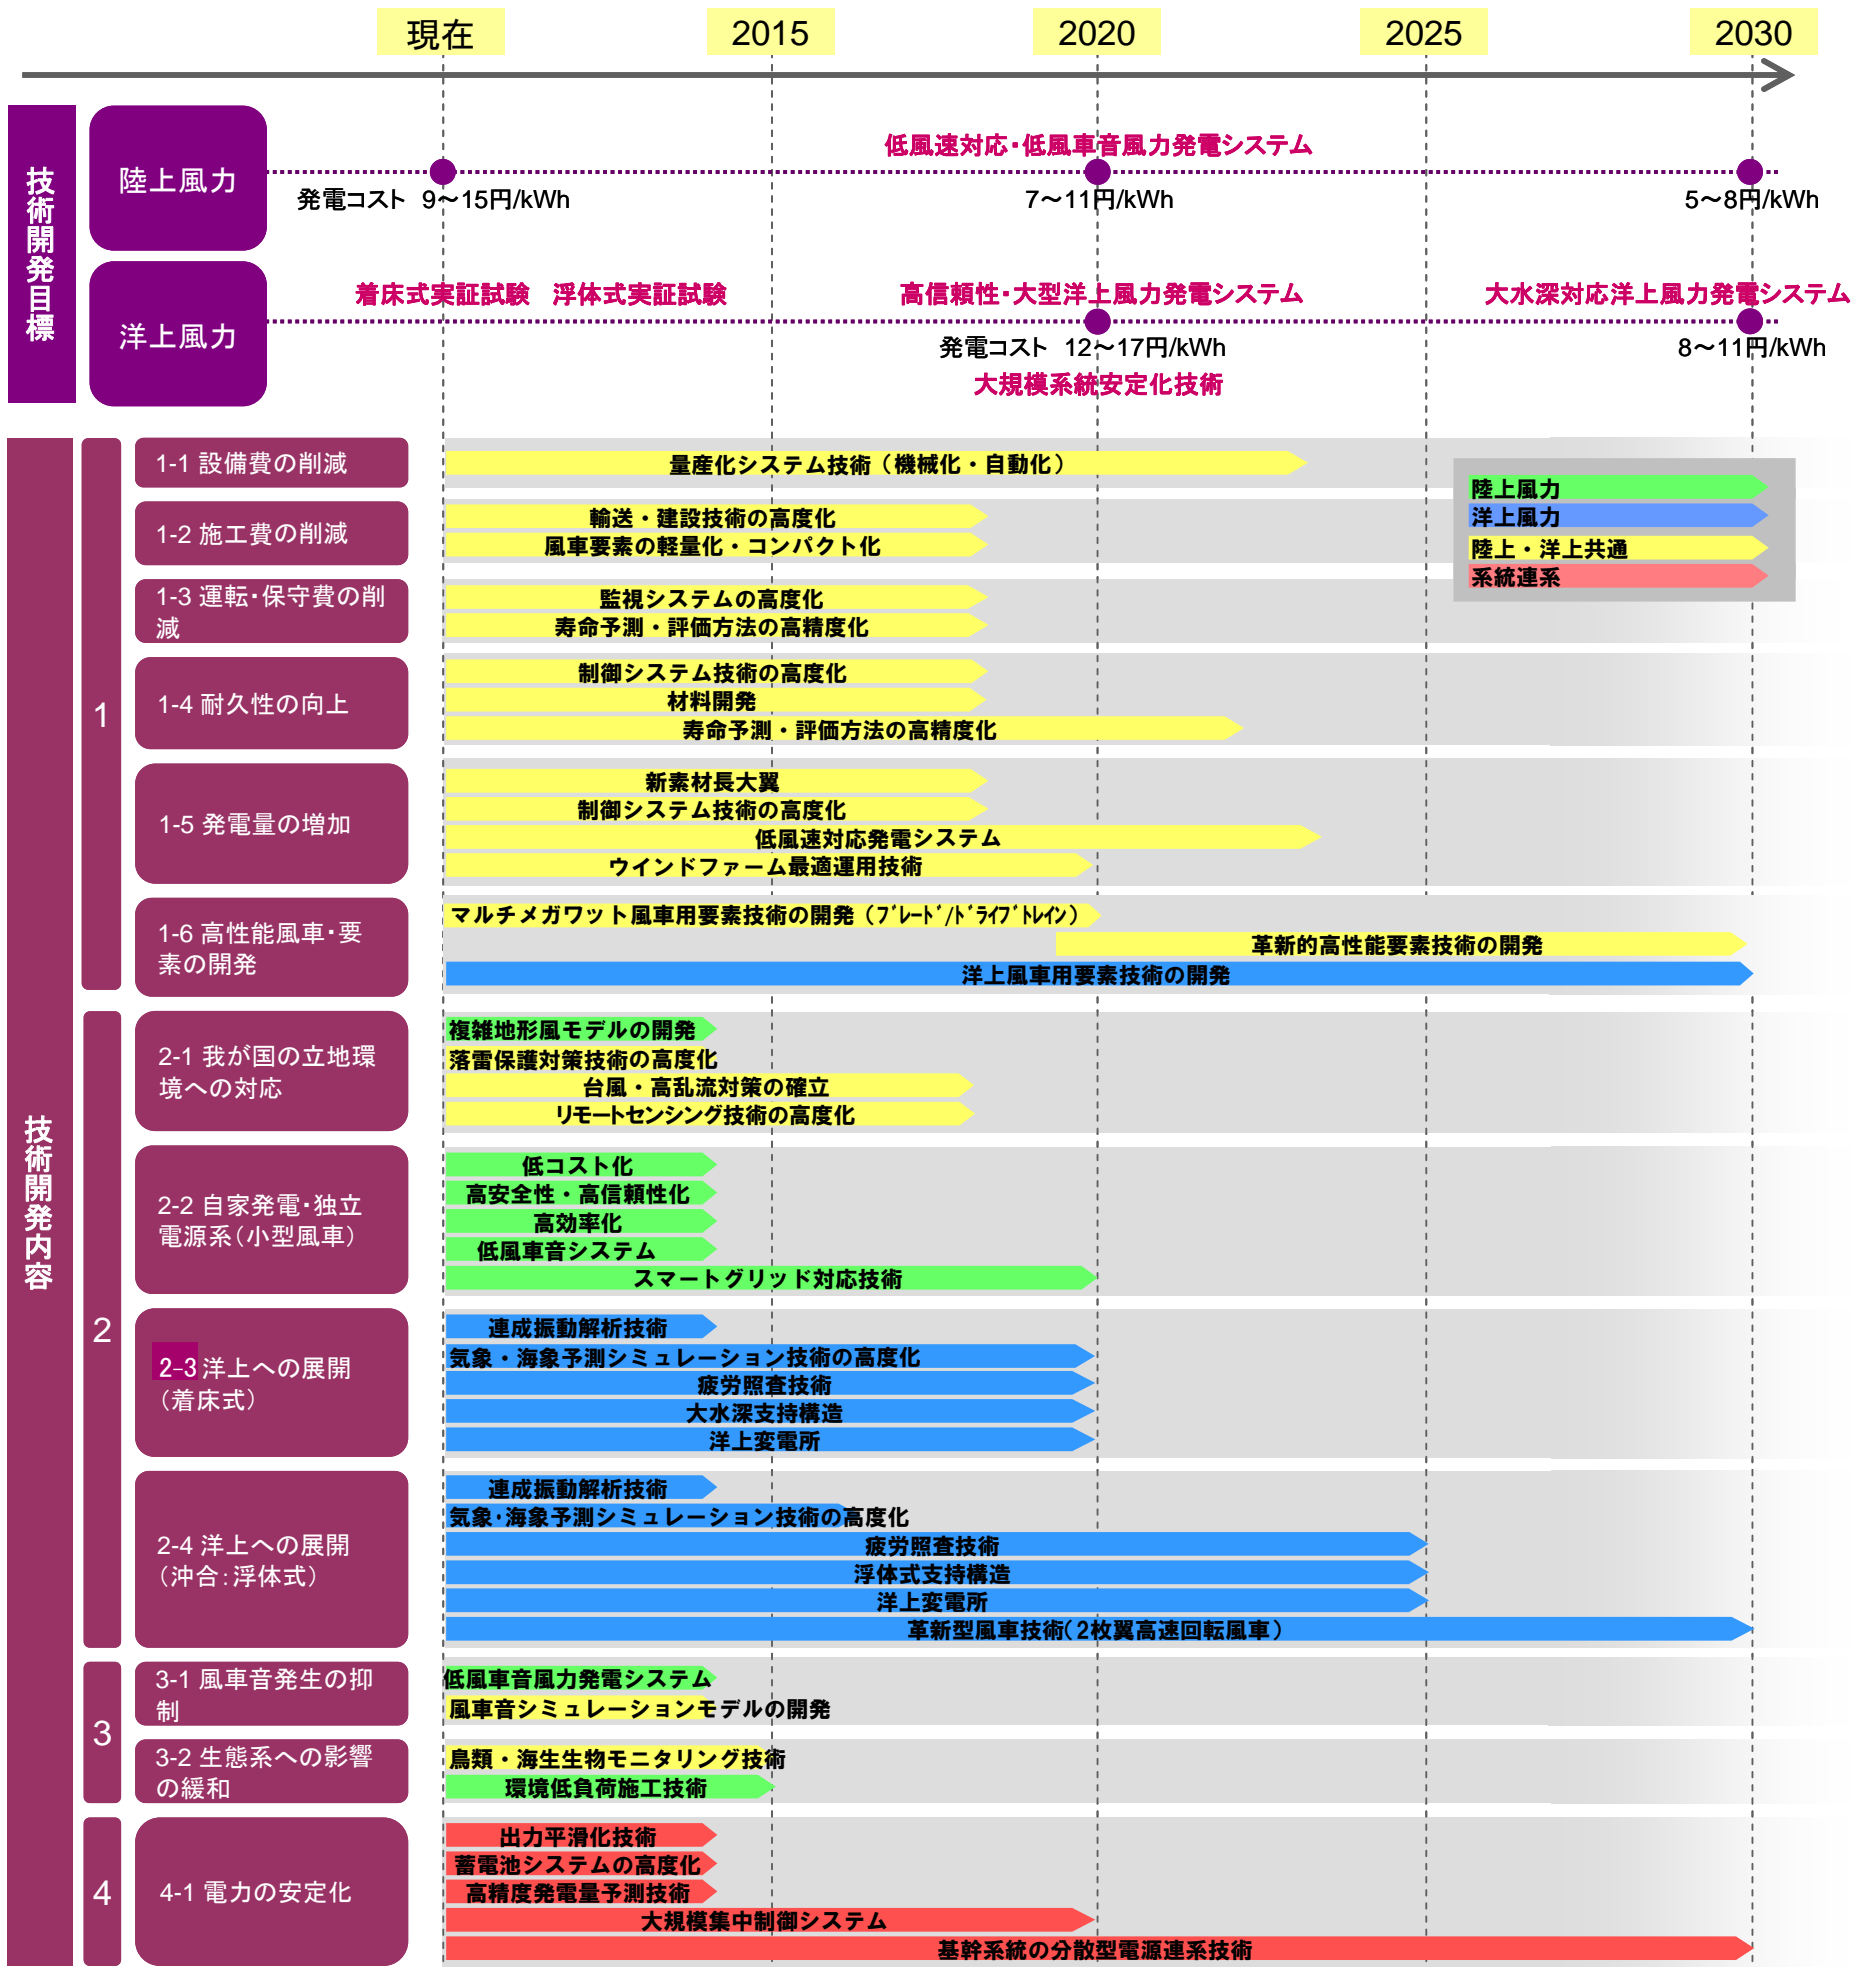 現在 2015 2020 2025 2030
技術開発目標
陸上風力
低風速対応・低風車音風力発電システム
発電コスト 9～15円/kWh
7～11円/kWh
5～8円/kWh
洋上風力
着床式実証試験 浮体式実証試験
高信頼性・大型洋上風力発電システム
大水深対応洋上風力発電システム
発電コスト 12～17円/kWh
8～11円/kWh
大規模系統安定化技術
陸上風力
洋上風力
陸上・洋上共通
系統連系
技術開発内容
1
1-1 設備費の削減
量産化システム技術（機械化・自動化）
1-2 施工費の削減
輸送・建設技術の高度化
風車要素の軽量化・コンパクト化
1-3 運転・保守費の削
減
監視システムの高度化
寿命予測・評価方法の高精度化
1-4 耐久性の向上
制御システム技術の高度化
材料開発
寿命予測・評価方法の高精度化
1-5 発電量の増加
新素材長大翼
制御システム技術の高度化
低風速対応発電システム
ウインドファーム最適運用技術
1-6 高性能風車・要
素の開発
マルチメガワット風車用要素技術の開発（ﾌﾞﾚｰﾄﾞ/ﾄﾞﾗｲﾌﾞﾄﾚｲﾝ）
革新的高性能要素技術の開発
洋上風車用要素技術の開発
2
2-1 我が国の立地環
境への対応
複雑地形風モデルの開発
落雷保護対策技術の高度化
台風・高乱流対策の確立
リモートセンシング技術の高度化
2-2 自家発電・独立
電源系（小型風車）
低コスト化
高安全性・高信頼性化
高効率化
低風車音システム
スマートグリッド対応技術
2-3 洋上への展開
（着床式）
連成振動解析技術
気象・海象予測シミュレーション技術の高度化
疲労照査技術
大水深支持構造
洋上変電所
2-4 洋上への展開
（沖合：浮体式）
連成振動解析技術
気象・海象予測シミュレーション技術の高度化
疲労照査技術
浮体式支持構造
洋上変電所
革新型風車技術（2枚翼高速回転風車）
3
3-1 風車音発生の抑
制
低風車音風力発電システム
風車音シミュレーションモデルの開発
3-2 生態系への影響
の緩和
鳥類・海生生物モニタリング技術
環境低負荷施工技術
4
4-1 電力の安定化
出力平滑化技術
蓄電池システムの高度化
高精度発電量予測技術
大規模集中制御システム
基幹系統の分散型電源連系技術